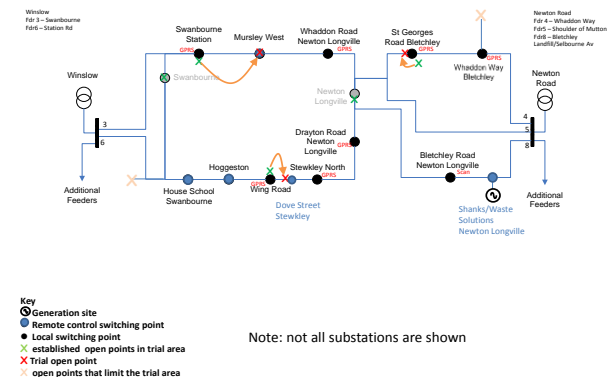 Winslow
Fdr 3 – Swanbourne
Fdr6 – Station Rd
Newton Road
Fdr 4 – Whaddon Way
Fdr5 – Shoulder of Mutton
Fdr8 – Bletchley
Landfill/Selbourne Av
Swanbourne
Station
GPRS
Mursley West
Whaddon Road
Newton Longville
GPRS
St Georges
Road Bletchley
GPRS
GPRS
Whaddon Way
Bletchley
Winslow
Swanbourne
Newton
Longville
Newton
Road
3
6
4
5
8
Drayton Road
Newton
Longville
GPRS
Bletchley Road
Newton Longville
Scan
Hoggeston
Stewkley North
House School
Swanbourne
GPRS
Wing Road
GPRS
Dove Street
Stewkley
Additional
Feeders
Shanks/Waste
Solutions
Newton Longville
Additional
Feeders
Key
Generation site
Remote control switching point
Local switching point
established open points in trial area
Trial open point
open points that limit the trial area
Note: not all substations are shown